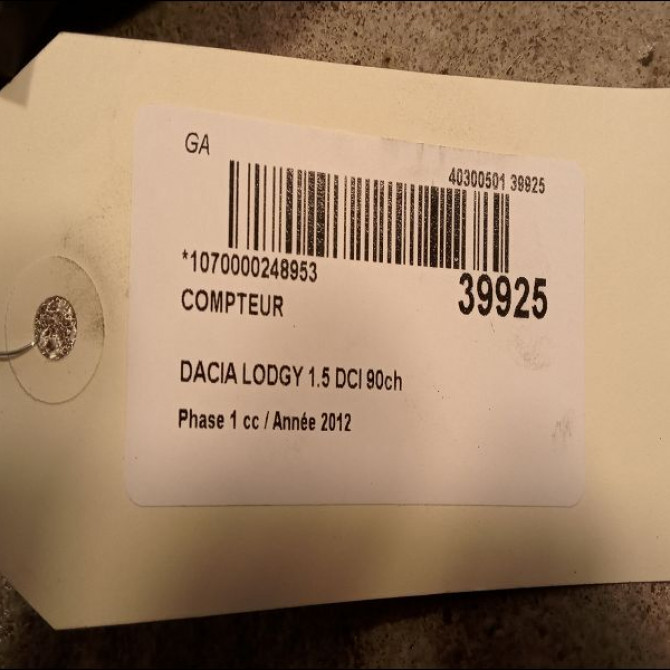 GA
40300501 39925
*1070000248953
39925
COMPTEUR
DACIA LODGY 1.5 DCI 90ch
Phase 1 cc / Année 2012